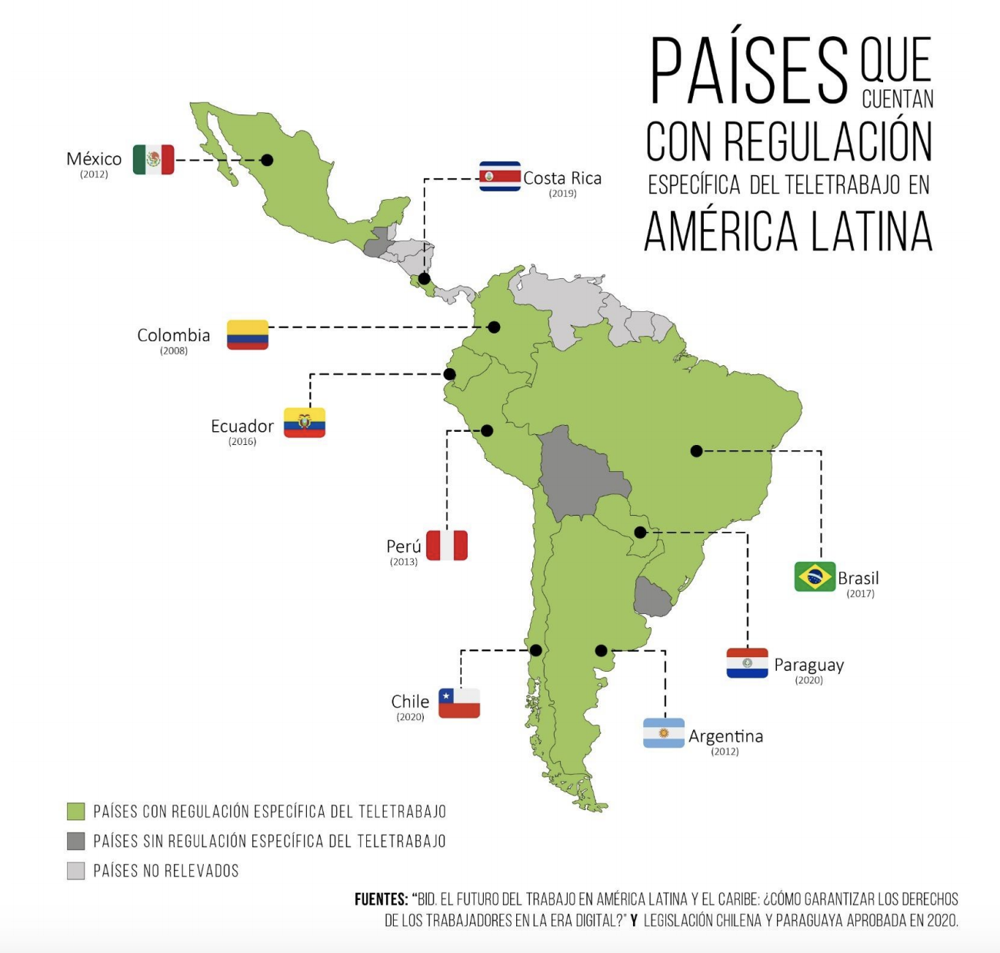 PAÍSES QUE
CUENTAN
CON REGULACIÓN
ESPECÍFICA DEL TELETRABAJO EN
AMÉRICA LATINA
México
(2012)
Costa Rica
(2019)
Colombia
(2008)
Ecuador
(2016)
Perú
(2013)
Brasil
(2017)
Paraguay
(2020)
Chile
(2020)
Argentina
(2012)
PAÍSES CON REGULACIÓN ESPECÍFICA DEL TELETRABAJO
PAÍSES SIN REGULACIÓN ESPECÍFICA DEL TELETRABAJO
PAÍSES NO RELEVADOS
FUENTES: “BID. EL FUTURO DEL TRABAJO EN AMÉRICA LATINA Y EL CARIBE: ¿CÓMO GARANTIZAR LOS DERECHOS
DE LOS TRABAJADORES EN LA ERA DIGITAL?” Y LEGISLACIÓN CHILENA Y PARAGUAYA APROBADA EN 2020.